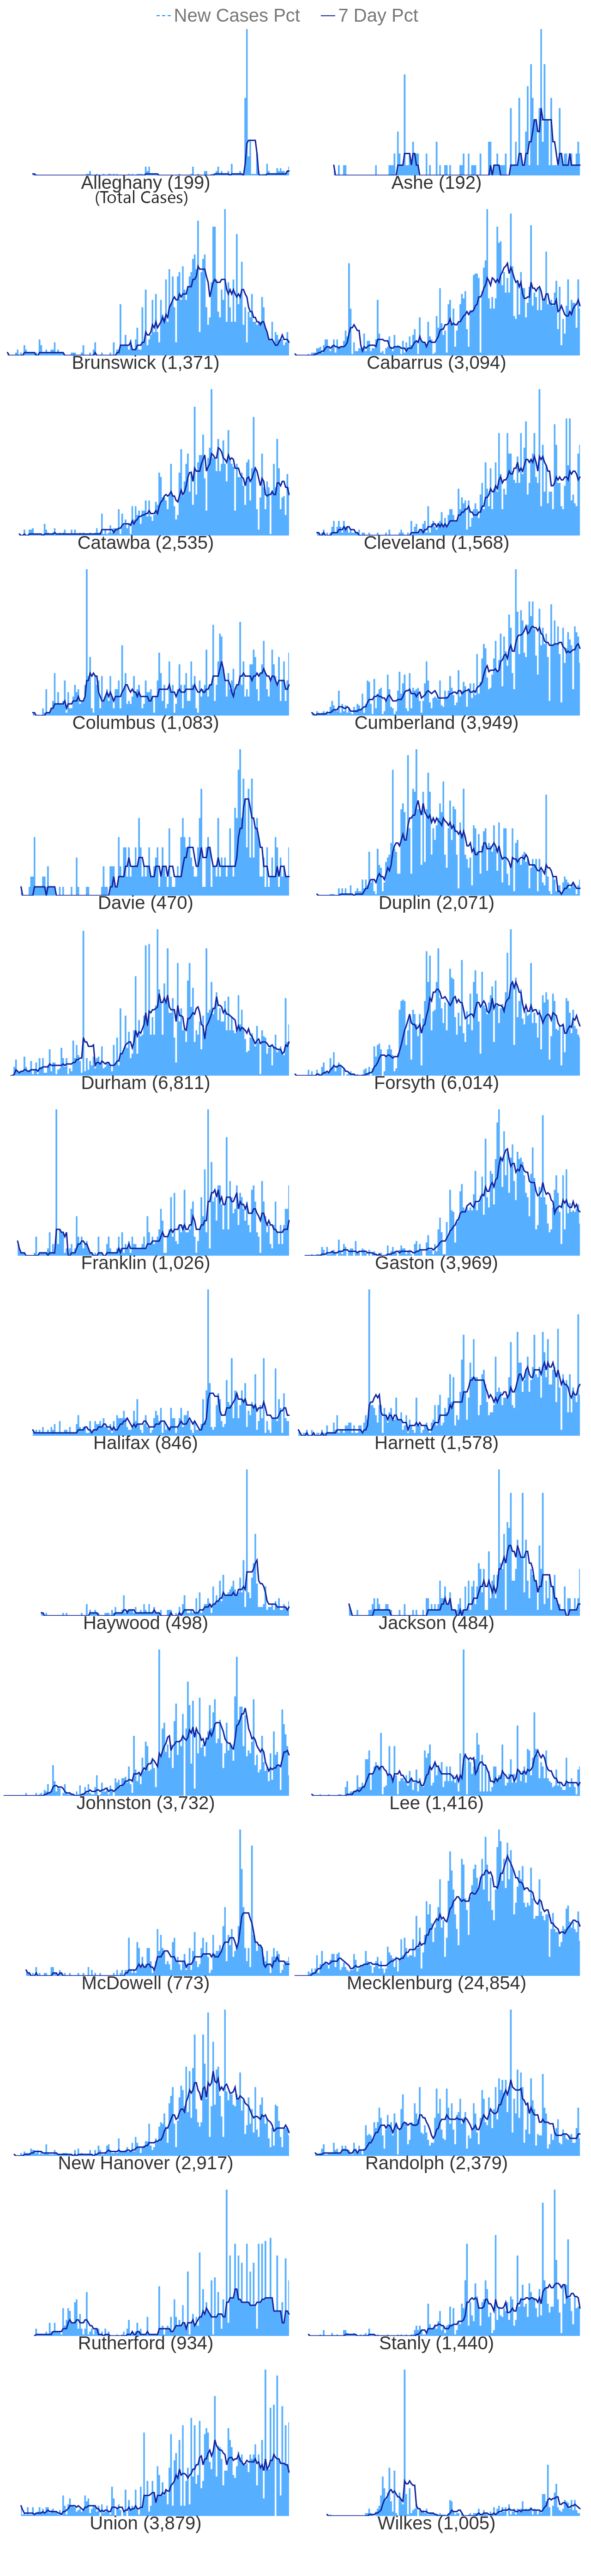 New Cases Pct 7 Day Pct
Alleghany (199) Ashe (192)
(Total Cases)
Brunswick (1,371) Cabarrus (3,094)
Catawba (2,535) Cleveland (1,568)
Columbus (1,083) Cumberland (3,949)
Davie (470) Duplin (2,071)
Durham (6,811) Forsyth (6,014)
Franklin (1,026) Gaston (3,969)
Halifax (846) Harnett (1,578)
Haywood (498) Jackson (484)
Johnston (3,732) Lee (1,416)
McDowell (773) Mecklenburg (24,854)
New Hanover (2,917) Randolph (2,379)
Rutherford (934) Stanly (1,440)
Union (3,879) Wilkes (1,005)